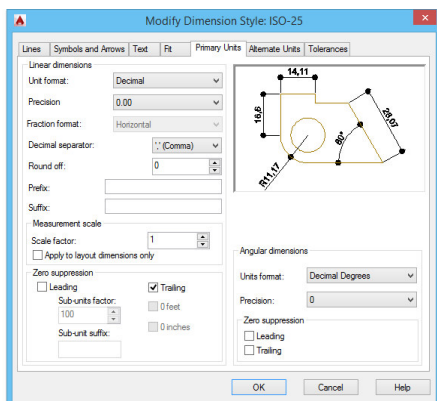 Modify Dimension Style: ISO-25
Lines Symbols and Arrows Text Fit Primary Units Alternate Units Tolerances
Linear dimensions
Unit format: Decimal
Precision 0.00
Fraction format: Horizontal
Decimal separator: ',' (Comma)
Round off: 0
Prefix:
Suffix:
Measurement scale
Scale factor: 1
Apply to layout dimensions only
Zero suppression
Leading
Trailing
Sub-units factor:
100
0 feet
Sub-unit suffix:
0 inches
14,11
16,6
28,07
60°
R11,17
Angular dimensions
Units format: Decimal Degrees
Precision: 0
Zero suppression
Leading
Trailing
OK Cancel Help